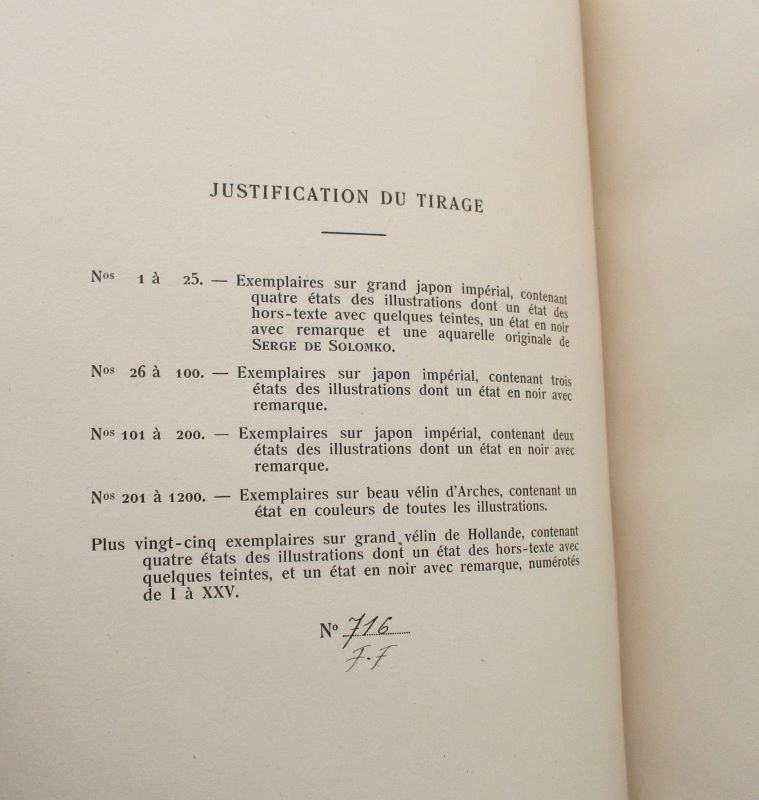 JUSTIFICATION DU TIRAGE
Nos 1 à 25. — Exemplaires sur grand japon impérial, contenant
quatre états des illustrations dont un état des
hors-texte avec quelques teintes, un état en noir
avec remarque et une aquarelle originale de
SERGE DE SOLOMKO.
Nos 26 à 100. — Exemplaires sur japon impérial, contenant trois
états des illustrations dont un état en noir avec
remarque.
Nos 101 à 200. — Exemplaires sur japon impérial, contenant deux
états des illustrations dont un état en noir avec
remarque.
Nos 201 à 1200. — Exemplaires sur beau vélin d'Arches, contenant un
état en couleurs de toutes les illustrations.
Plus vingt-cinq exemplaires sur grand vélin de Hollande, contenant
quatre états des illustrations dont un état des hors-texte avec
quelques teintes, et un état en noir avec remarque, numérotés
de I à XXV.
No 716
F.F